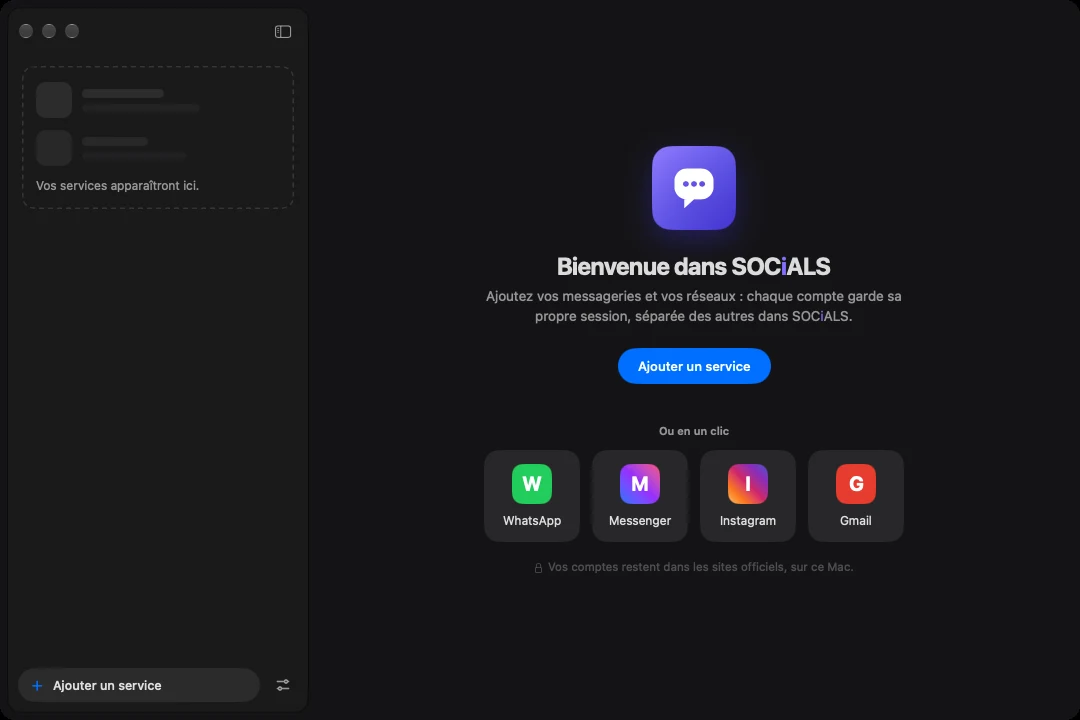 Vos services apparaîtront ici.
Bienvenue dans SOCiALS
Ajoutez vos messageries et vos réseaux : chaque compte garde sa
propre session, séparée des autres dans SOCiALS.
Ajouter un service
Ou en un clic
W
M
I
G
WhatsApp
Messenger
Instagram
Gmail
Vos comptes restent dans les sites officiels, sur ce Mac.
Ajouter un service